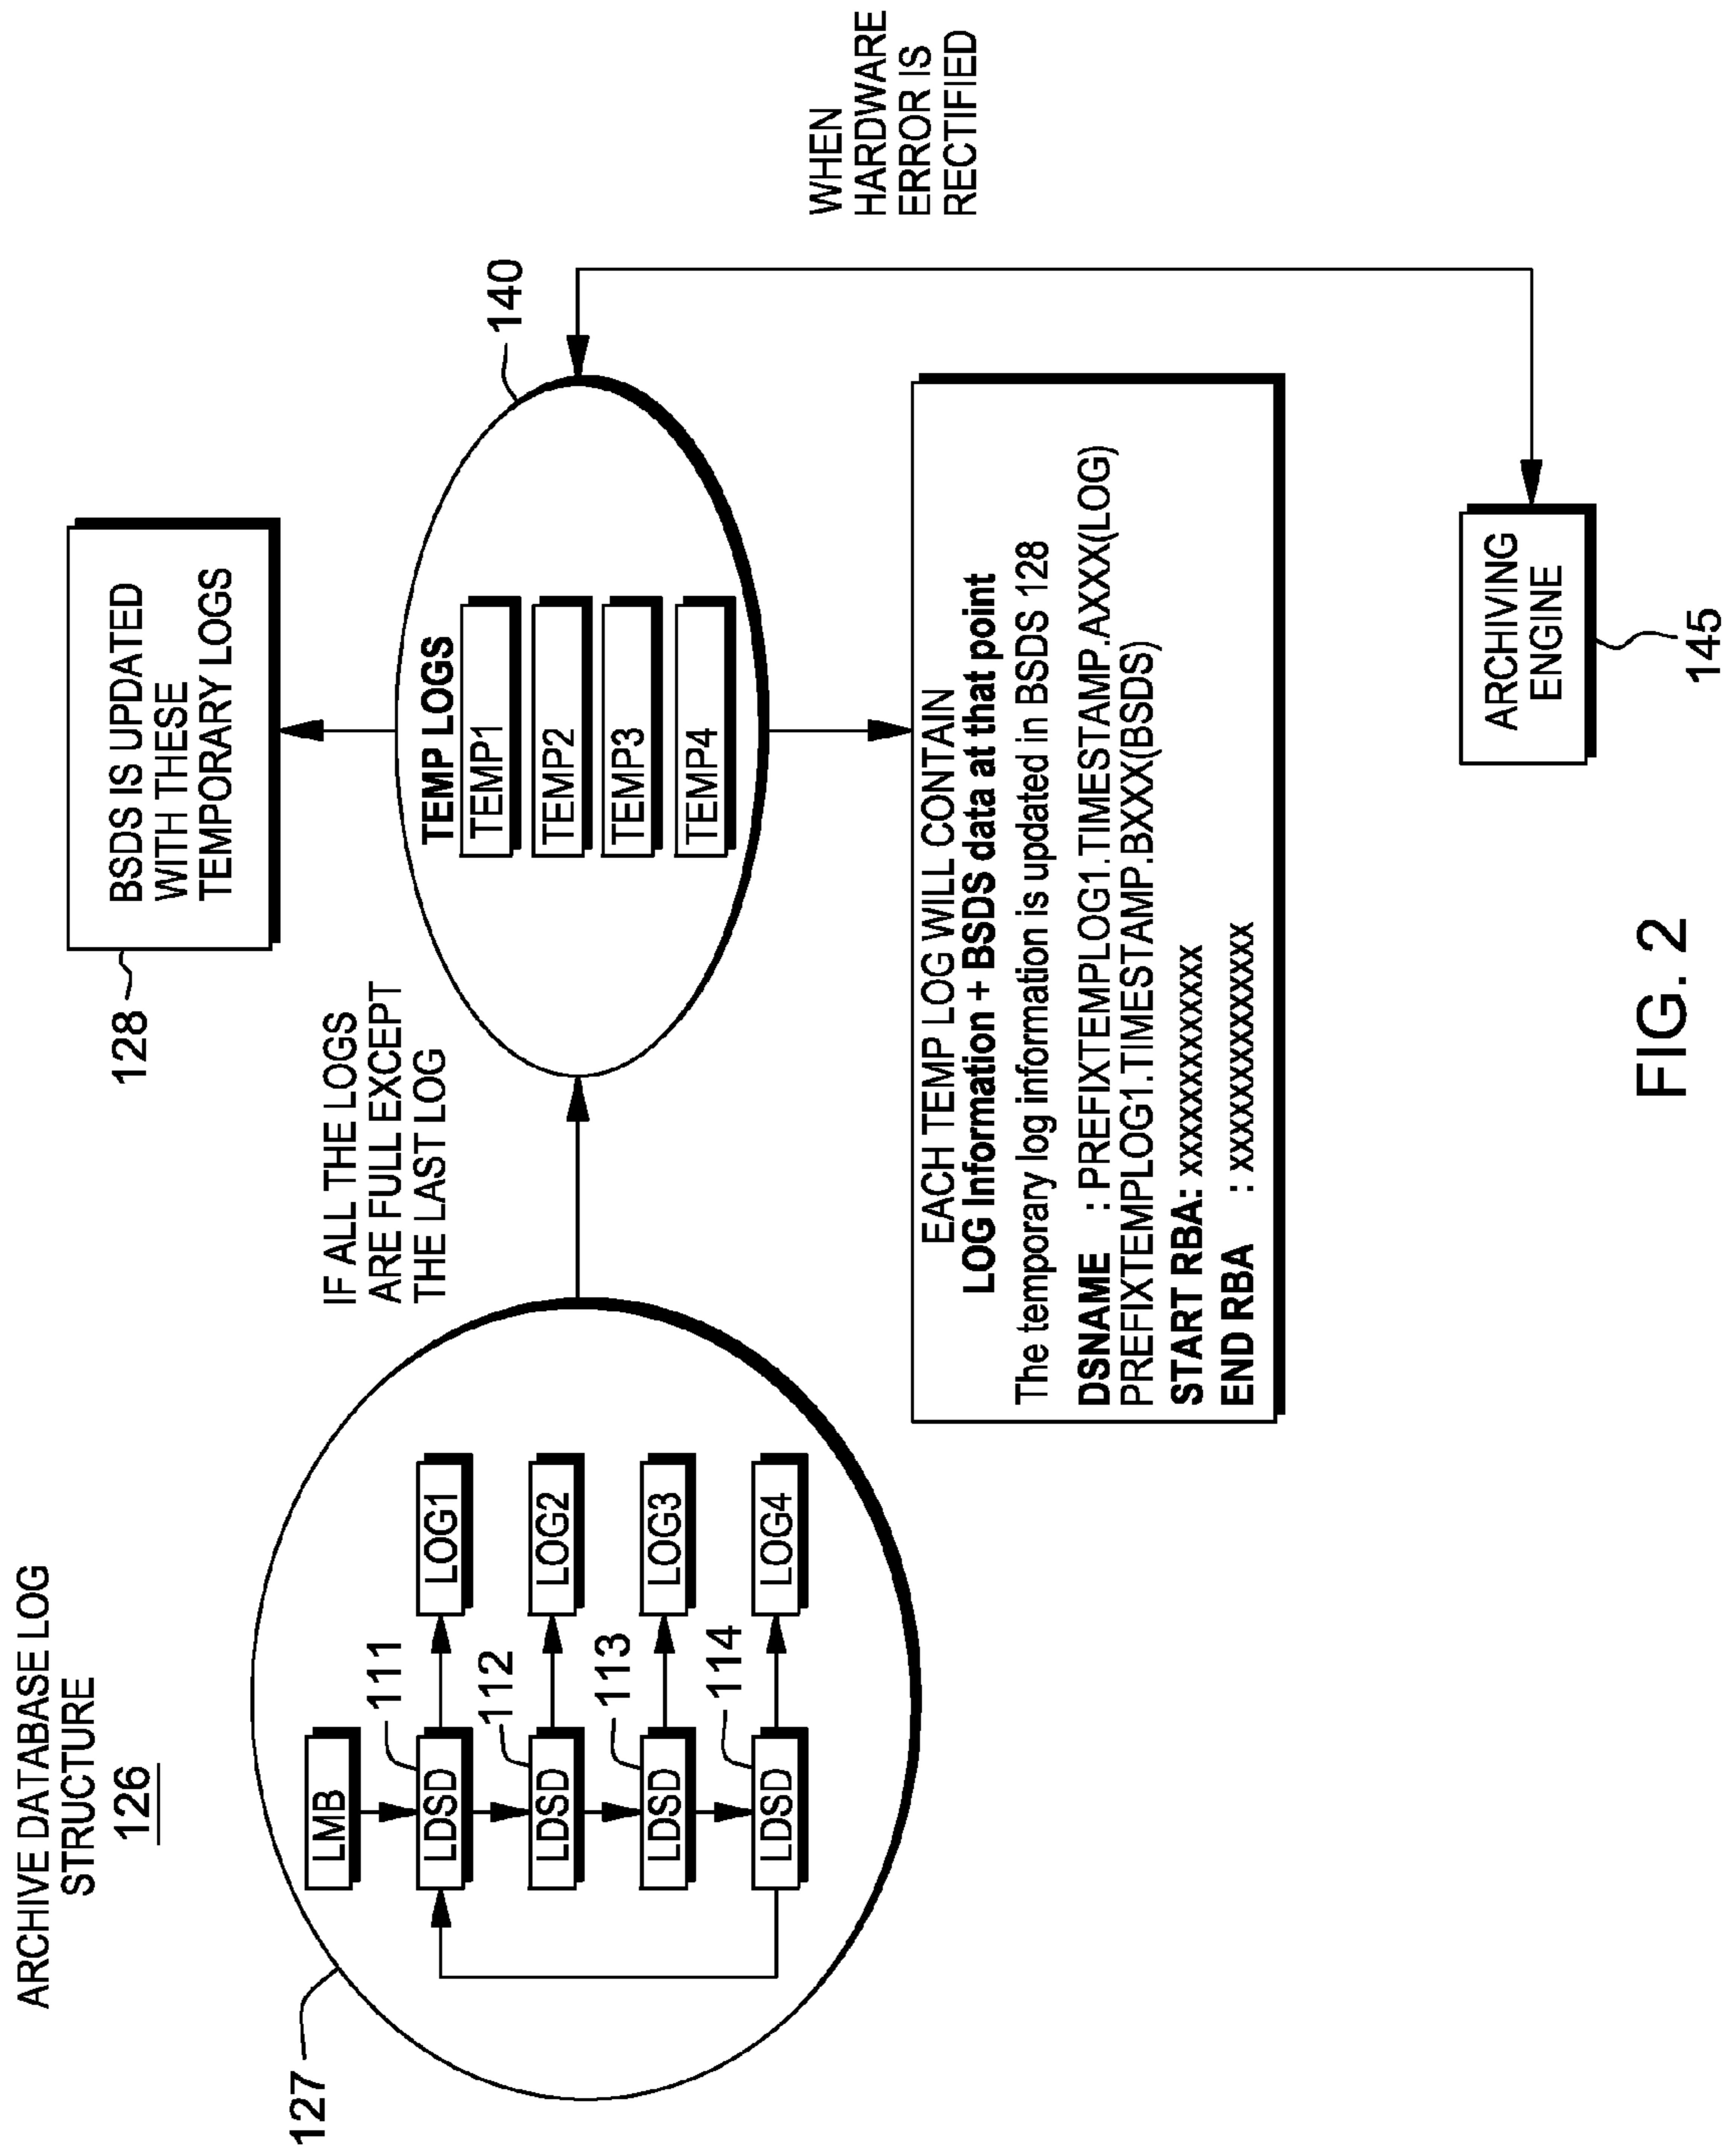 ARCHIVE DATABASE LOG
STRUCTURE
126
127
LMB
LDSD
111
LOG1
LDSD
112
LOG2
LDSD
113
LOG3
LDSD
114
LOG4
IF ALL THE LOGS
ARE FULL EXCEPT
THE LAST LOG
128
BSDS IS UPDATED
WITH THESE
TEMPORARY LOGS
140
TEMP LOGS
TEMP1
TEMP2
TEMP3
TEMP4
WHEN
HARDWARE
ERROR IS
RECTIFIED
EACH TEMP LOG WILL CONTAIN
LOG Information + BSDS data at that point
The temporary log information is updated in BSDS 128
DSNAME : PREFIXTEMPLOG1.TIMESTAMP.AXXX(LOG)
PREFIXTEMPLOG1.TIMESTAMP.BXXX(BSDS)
START RBA: xxxxxxxxxxxx
END RBA : xxxxxxxxxxxx
ARCHIVING
ENGINE
145
FIG. 2